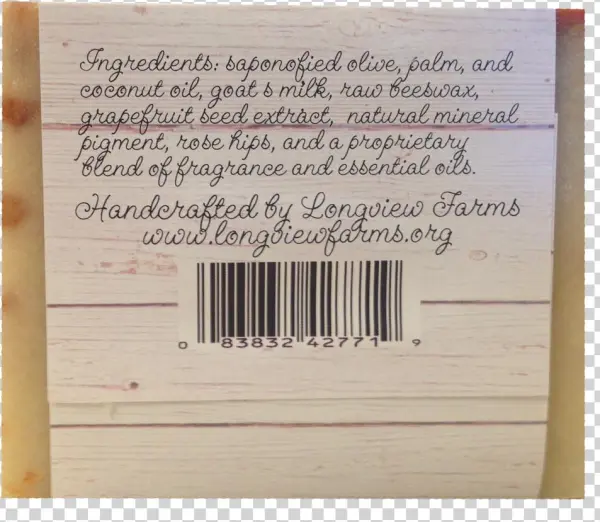 Ingredients: saponofied olive, palm, and
coconut oil, goat s milk, raw beeswax,
grapefruit seed extract, natural mineral
pigment, rose hips, and a proprietary
blend of fragrance and essential oils.
Handcrafted by Longview Farms
www.longviewfarms.org
0 83832 42771 9